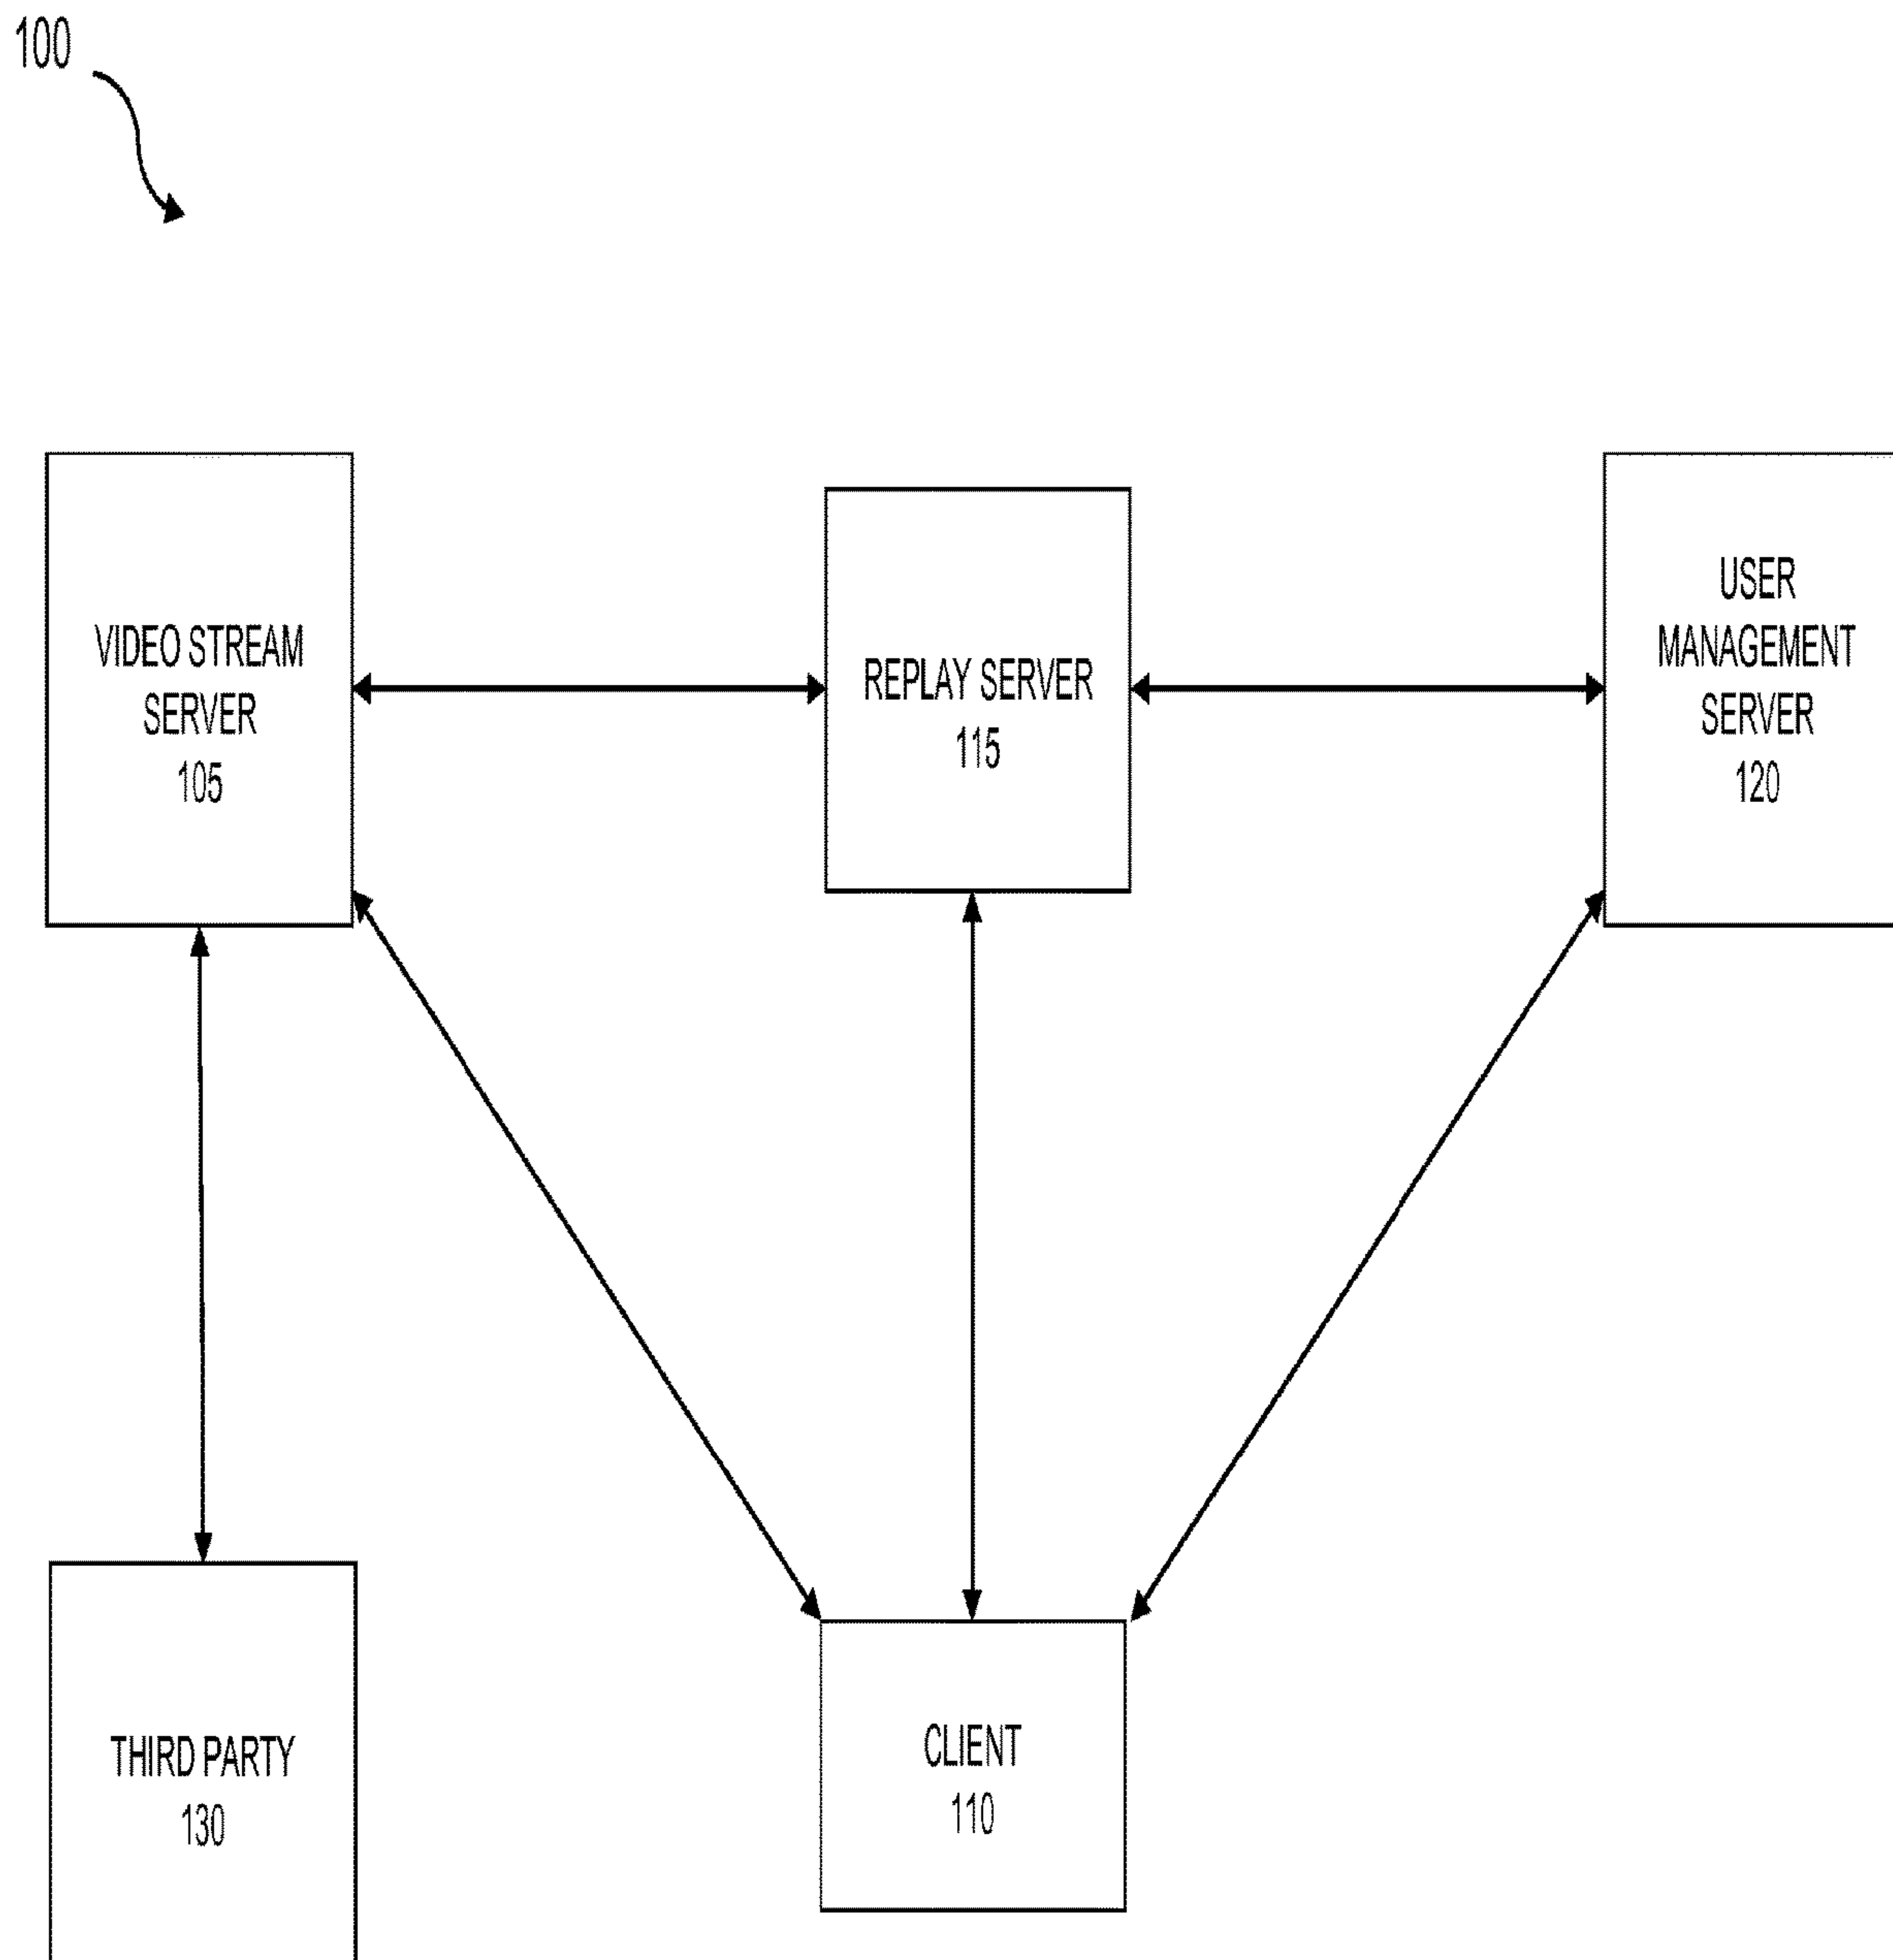 100
VIDEO STREAM
SERVER
105
REPLAY SERVER
115
USER
MANAGEMENT
SERVER
120
THIRD PARTY
130
CLIENT
110